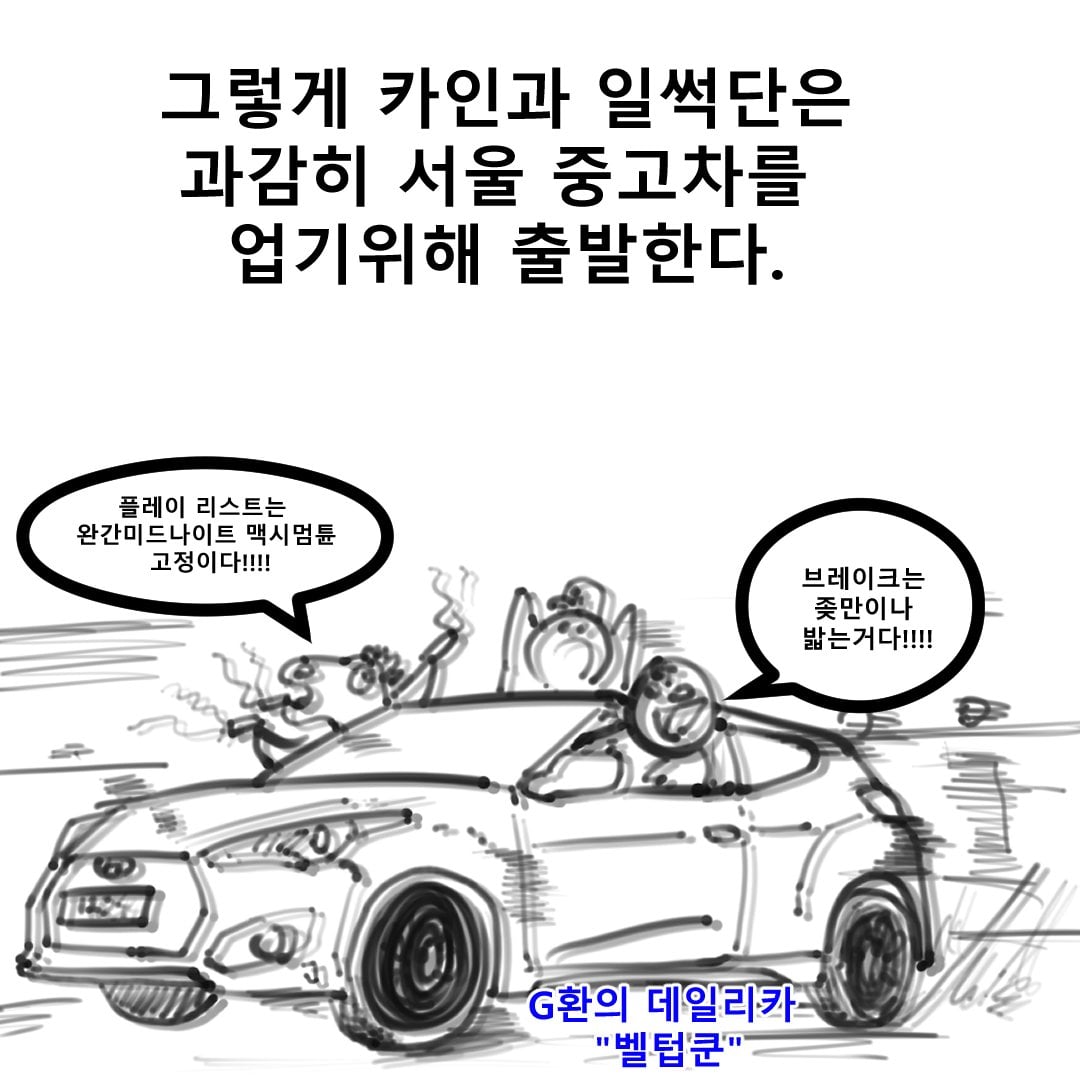 그렇게 카인과 일썩단은
과감히 서울 중고차를
업기위해 출발한다.
플레이 리스트는
완간미드나이트 맥시멈튠
고정이다!!!!
브레이크는
좆만이나
밟는거다!!!!
G환의 데일리카
"벨텁쿤"